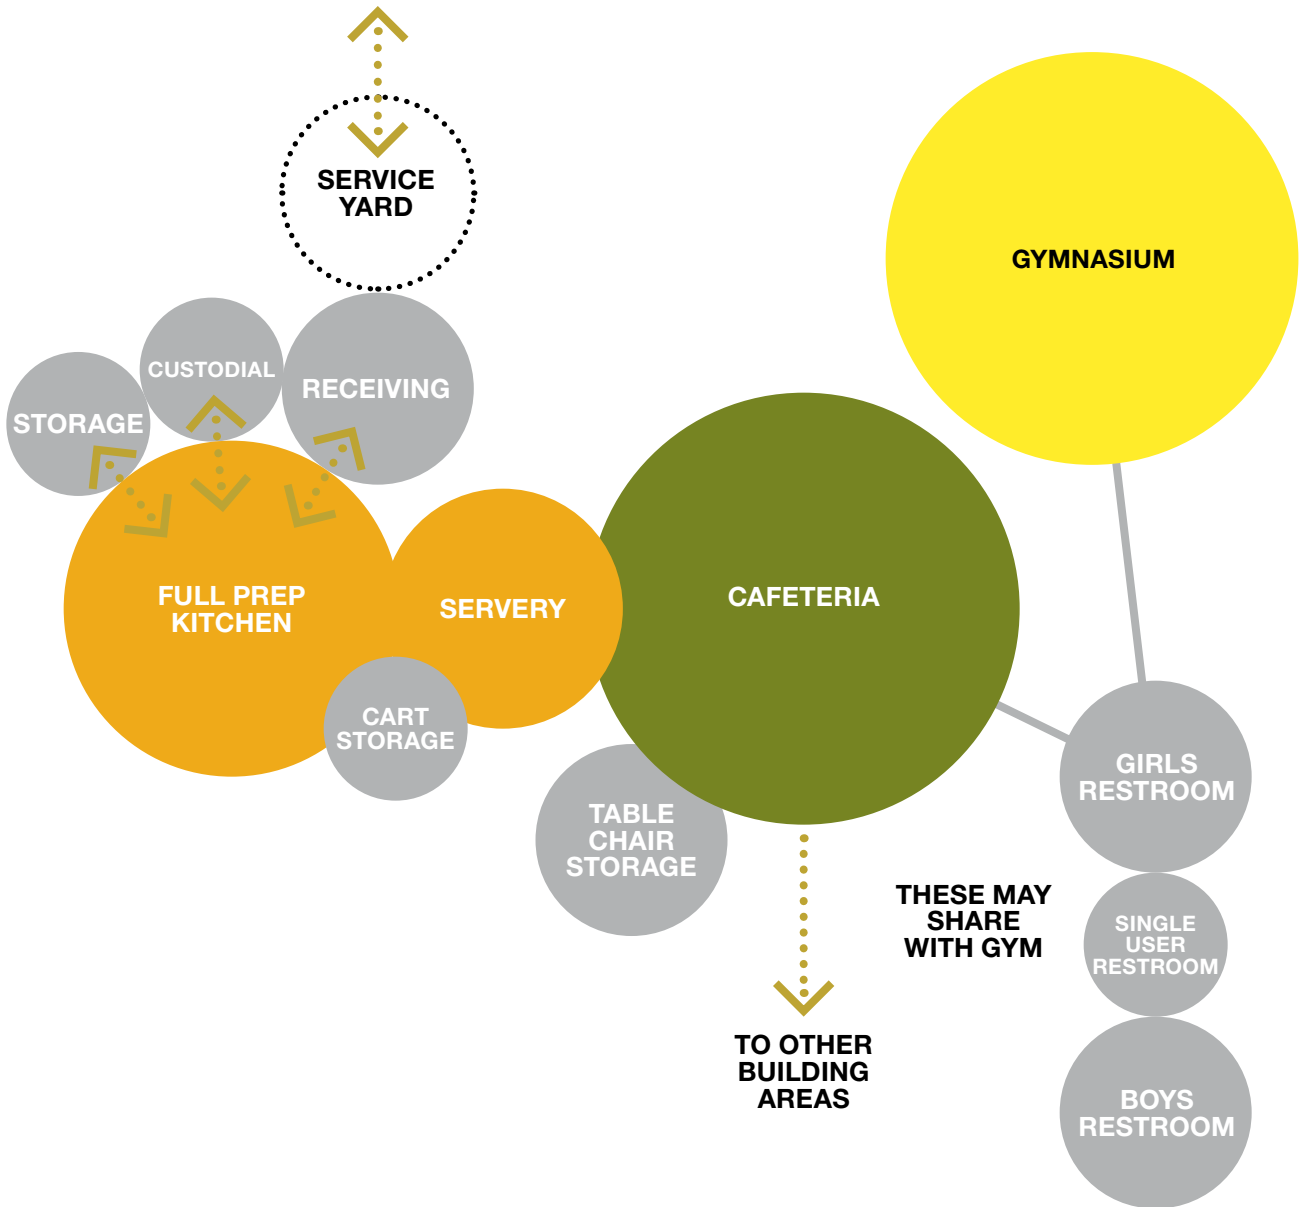 SERVICE
YARD
GYMNASIUM
CUSTODIAL
RECEIVING
STORAGE
FULL PREP
KITCHEN
SERVERY
CAFETERIA
CART
STORAGE
TABLE
CHAIR
STORAGE
GIRLS
RESTROOM
THESE MAY
SHARE
WITH GYM
SINGLE
USER
RESTROOM
TO OTHER
BUILDING
AREAS
BOYS
RESTROOM